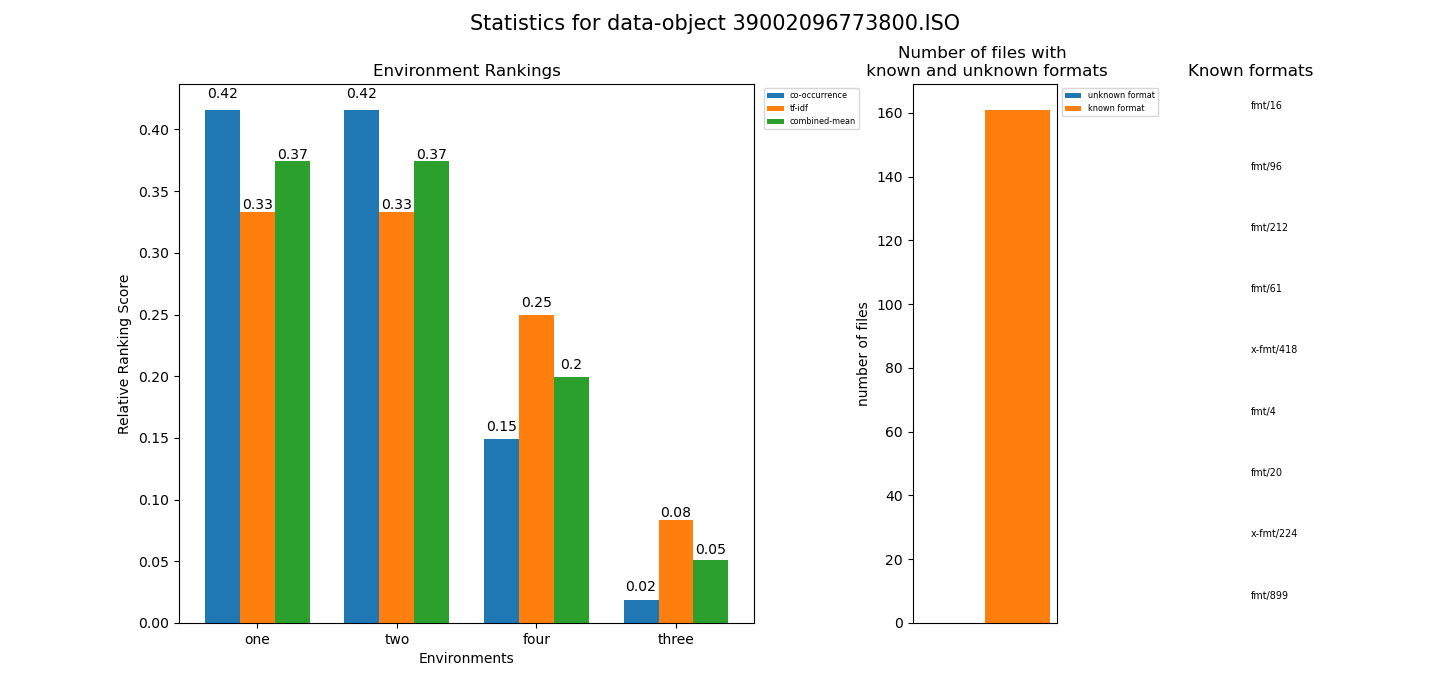 Statistics for data-object 39002096773800.ISO
Environment Rankings
0.42
0.33
0.37
0.42
0.33
0.37
0.15
0.25
0.2
0.02
0.08
0.05
0.40
0.35
0.30
0.25
0.20
0.15
0.10
0.05
0.00
Relative Ranking Score
one
two
four
three
Environments
co-occurrence
tf-idf
combined-mean
Number of files with
known and unknown formats
160
140
120
100
80
60
40
20
0
number of files
unknown format
known format
Known formats
fmt/16
fmt/96
fmt/212
fmt/61
x-fmt/418
fmt/4
fmt/20
x-fmt/224
fmt/899